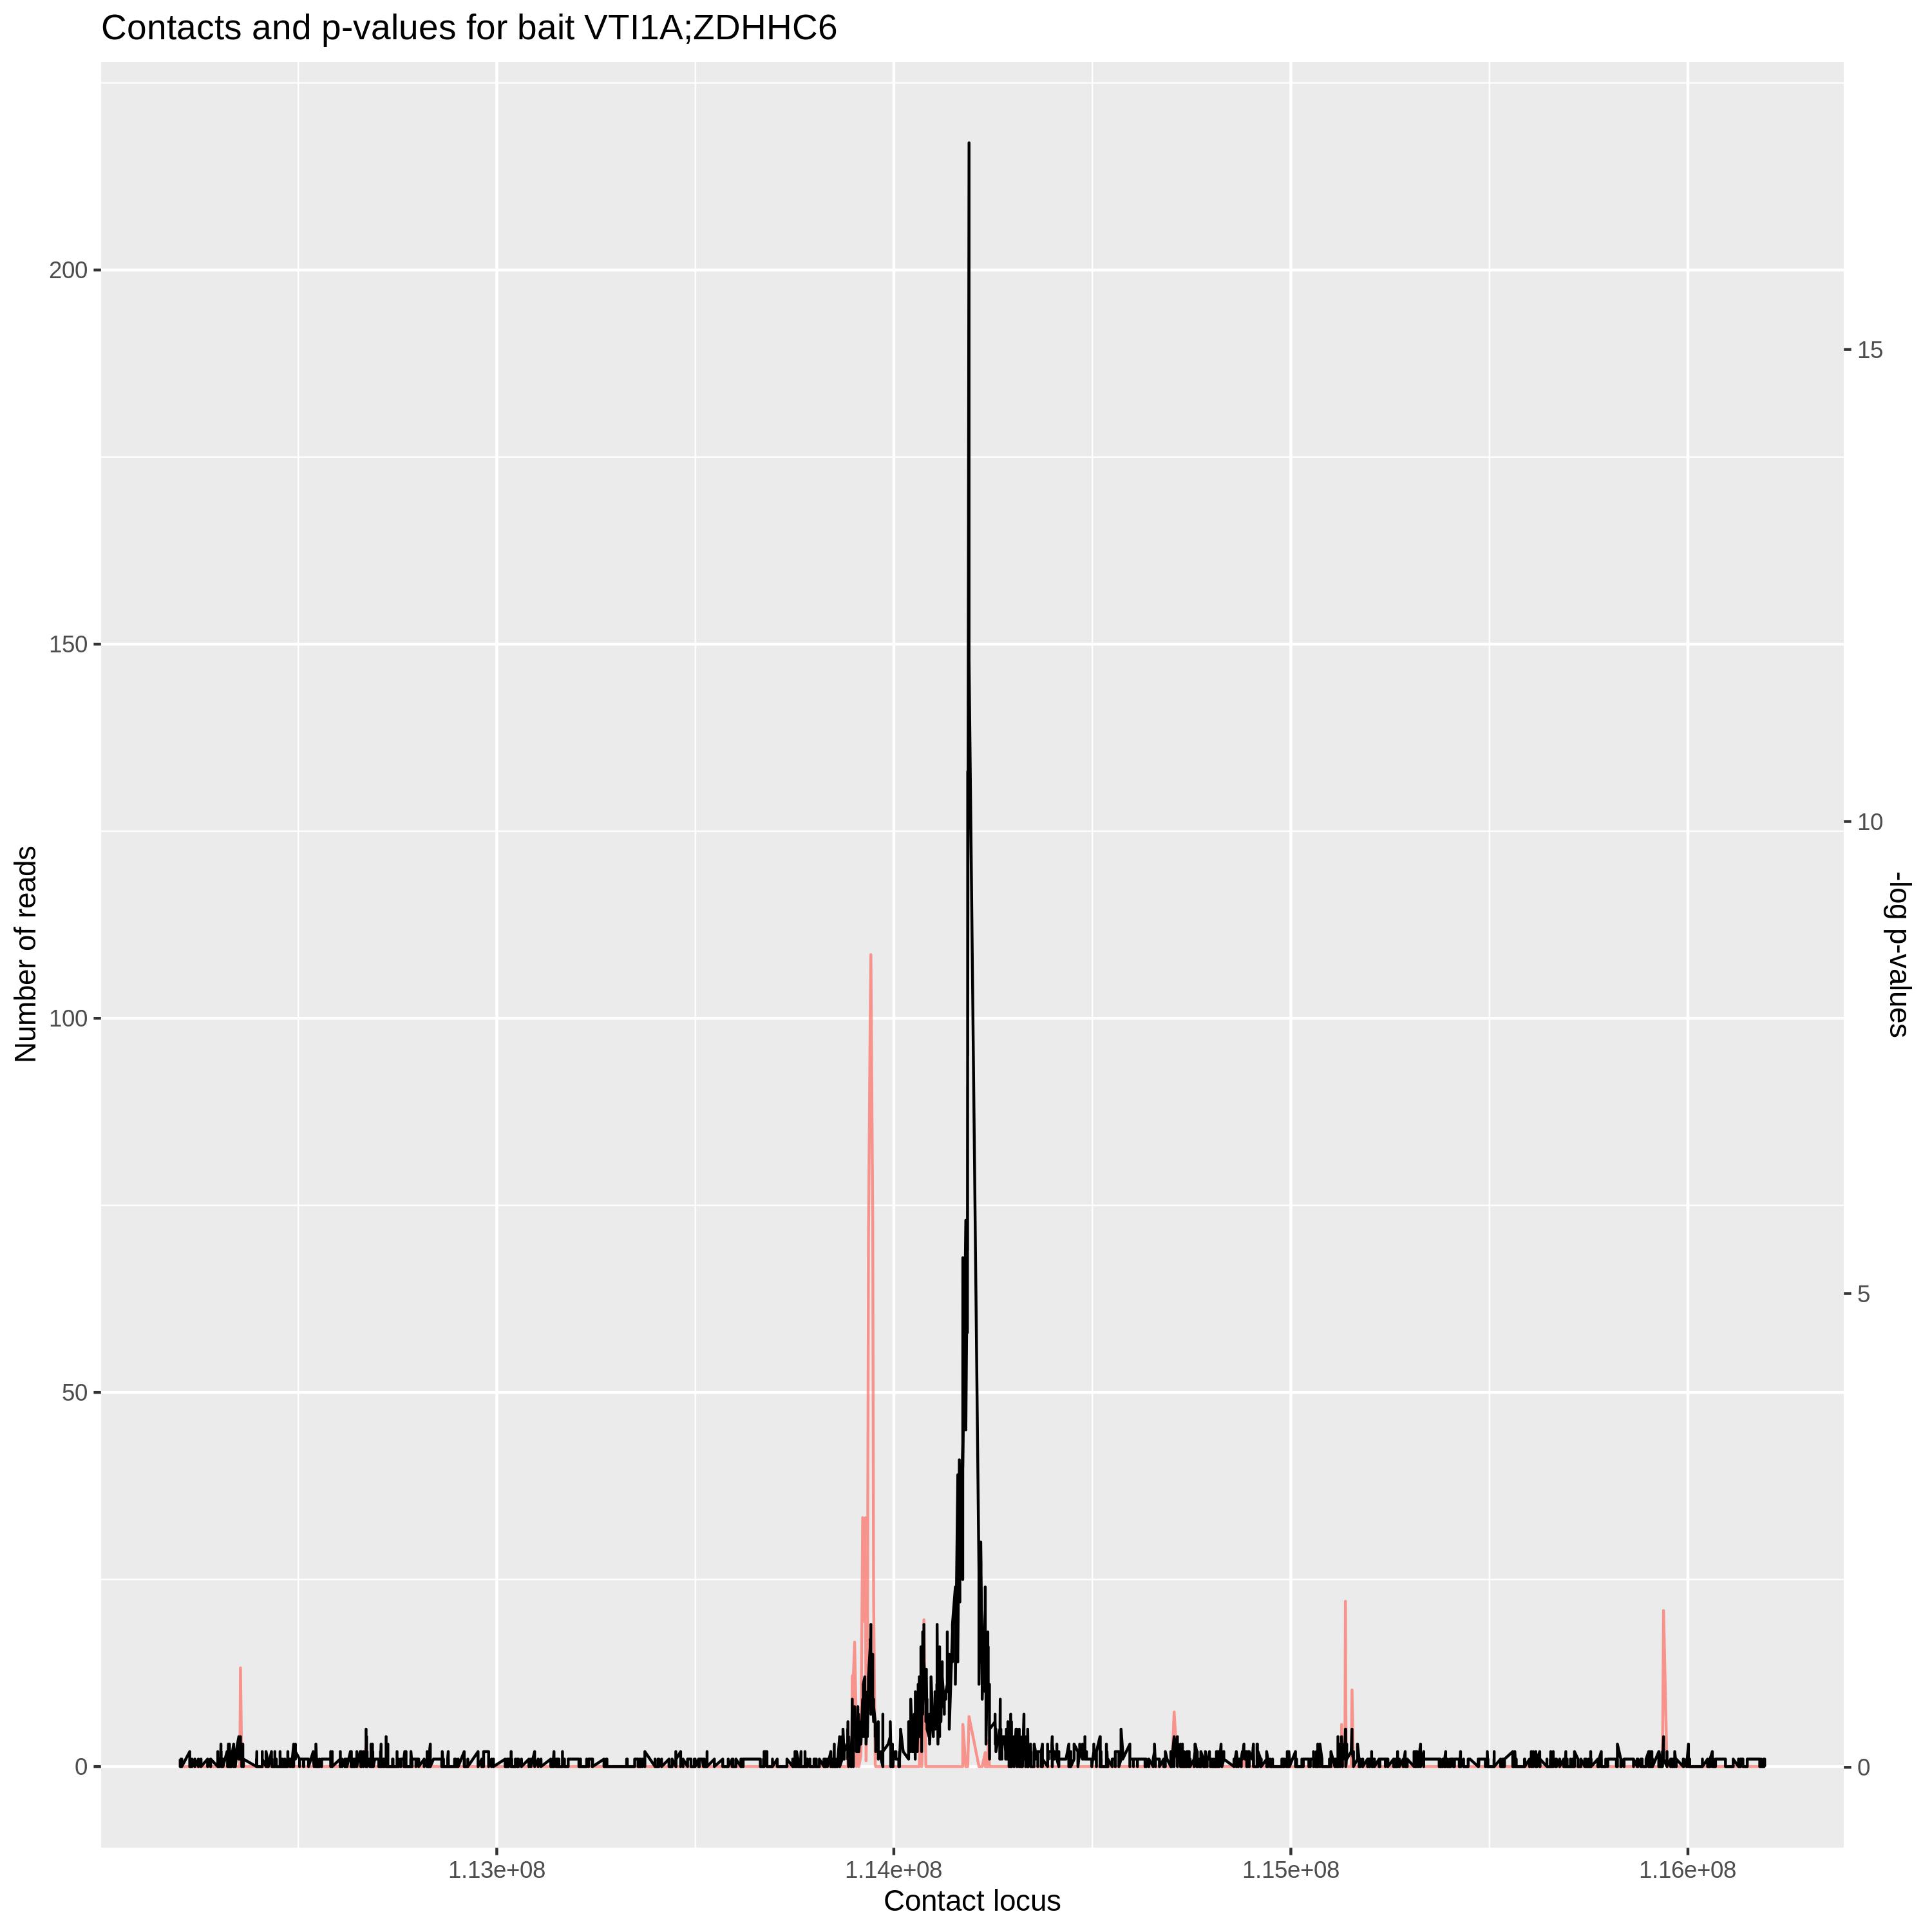 Contacts and p-values for bait VTI1A;ZDHHC6
200
150
100
50
0
Number of reads
15
10
5
0
-log p-values
1.13e+08
1.14e+08
1.15e+08
1.16e+08
Contact locus